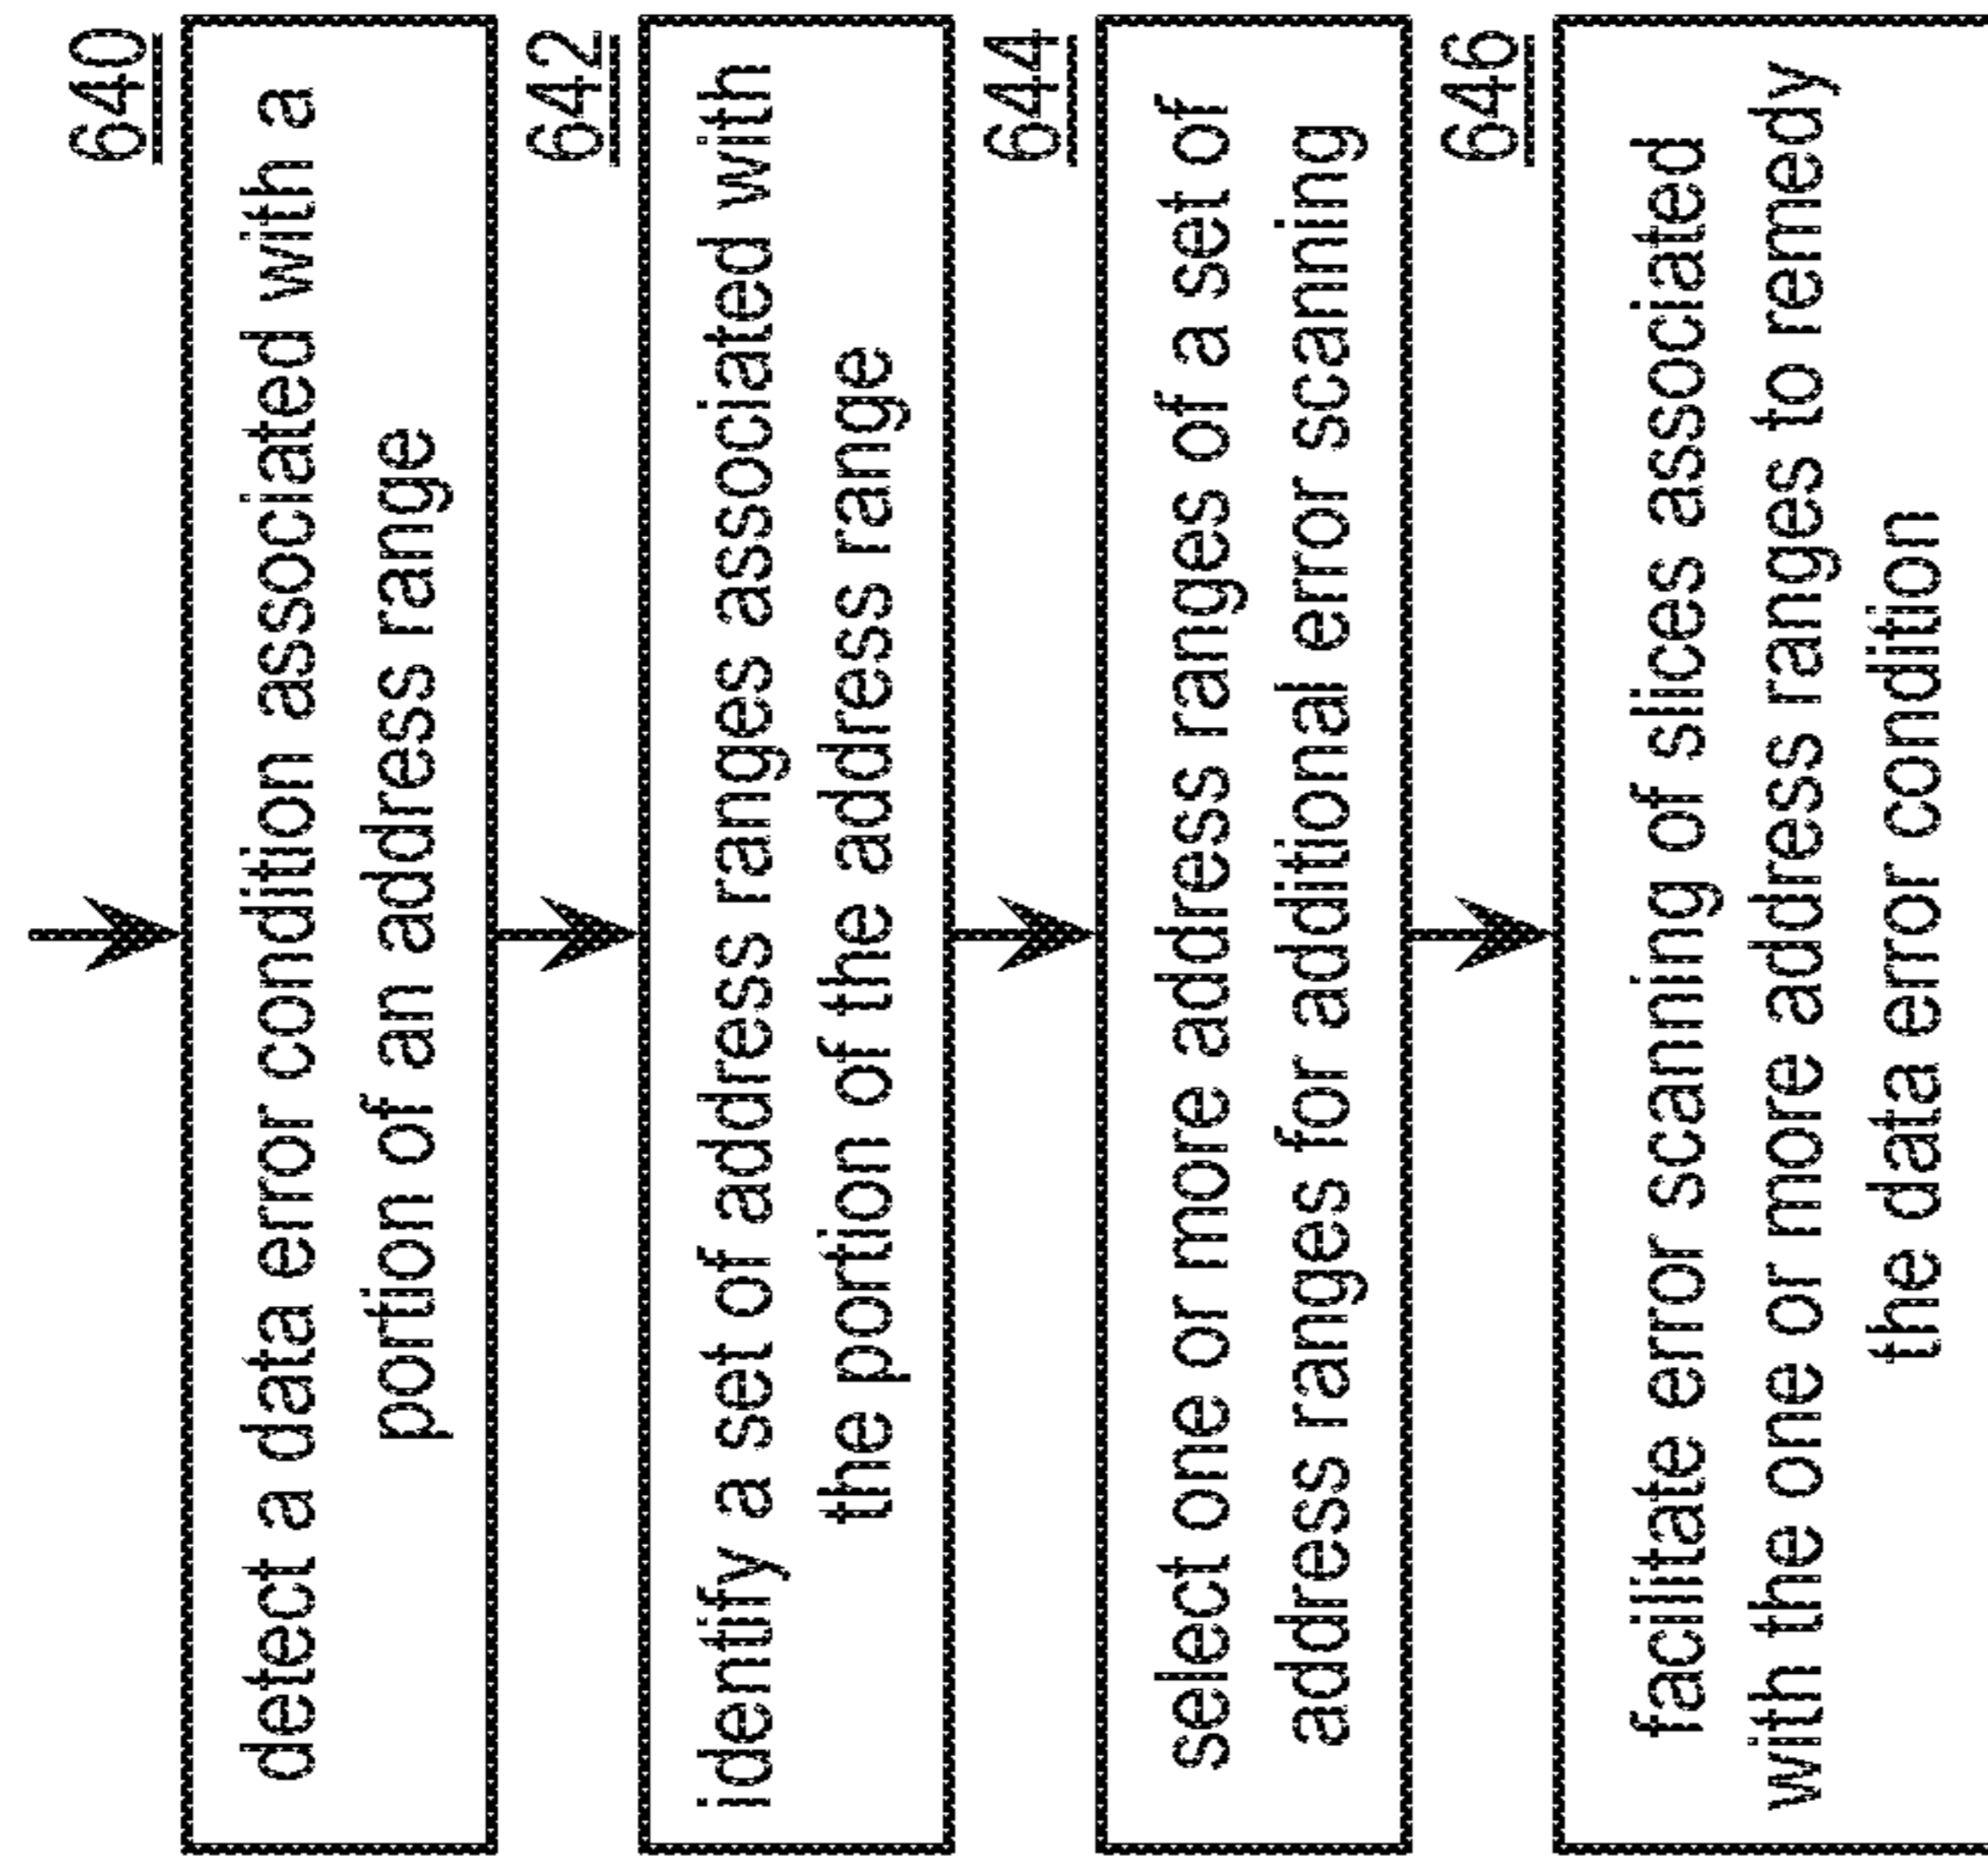 640
detect a data error condition associated with a
portion of an address range
642
identify a set of address ranges associated with
the portion of the address range
644
select one or more address ranges of a set of
address ranges for additional error scanning
646
facilitate error scanning of slices associated
with the one or more address ranges to remedy
the data error condition